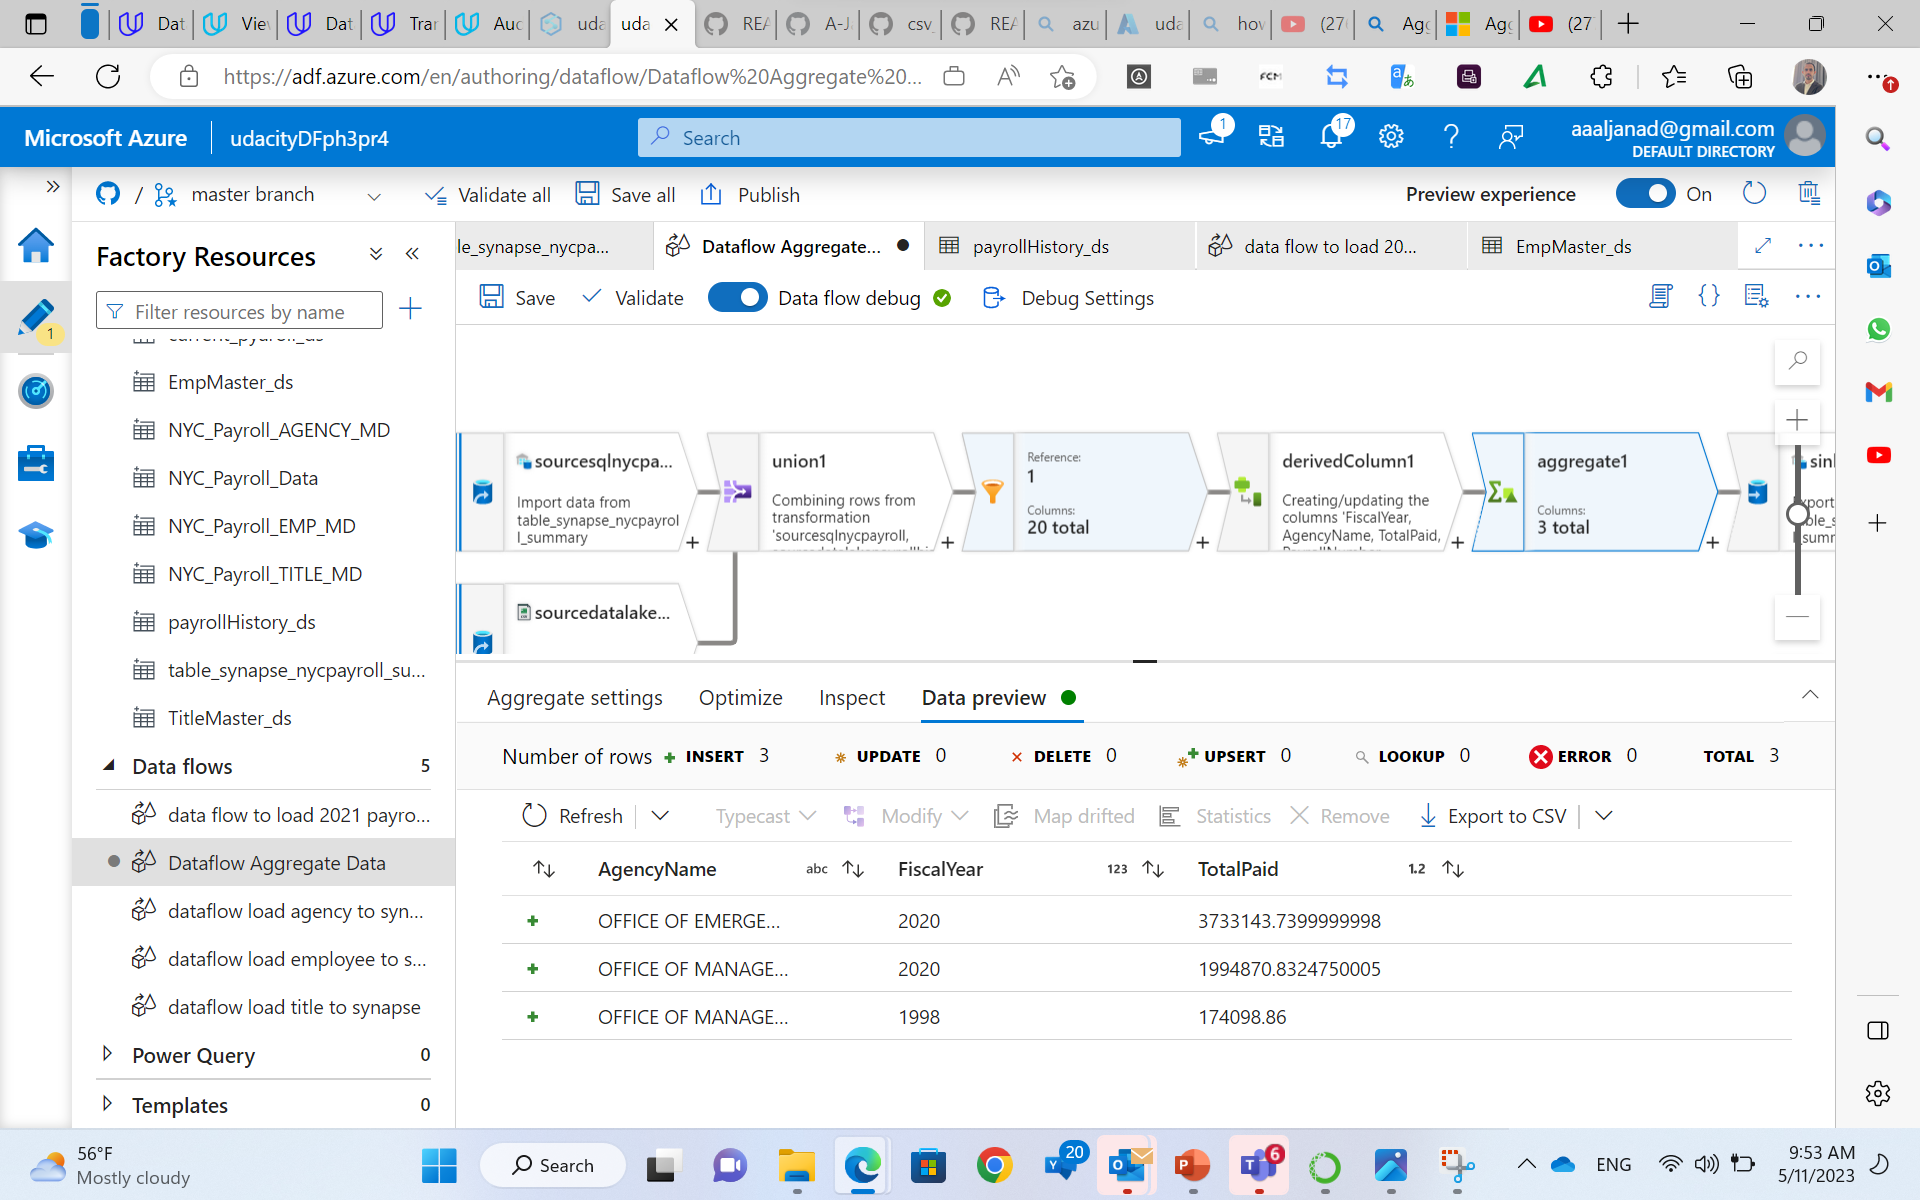 Dat
Vie
Dat
Trar
Auc
uda
uda
REA
A-J
csv
REA
azu
uda
how
(27
Agg
Agg
(27
https://adf.azure.com/en/authoring/dataflow/Dataflow%20Aggregate%20...
FCM
Microsoft Azure
udacityDFph3pr4
Search
1
17
aaaljanad@gmail.com
DEFAULT DIRECTORY
/ master branch
Validate all
Save all
Publish
Preview experience
On
Factory Resources
le_synapse_nycpa...
Dataflow Aggregate...
payrollHistory_ds
data flow to load 20...
EmpMaster_ds
Save
Validate
Data flow debug
Debug Settings
Filter resources by name
1
EmpMaster_ds
NYC_Payroll_AGENCY_MD
NYC_Payroll_Data
NYC_Payroll_EMP_MD
NYC_Payroll_TITLE_MD
payrollHistory_ds
table_synapse_nycpayroll_su...
TitleMaster_ds
Data flows 5
data flow to load 2021 payro...
Dataflow Aggregate Data
dataflow load agency to syn...
dataflow load employee to s...
dataflow load title to synapse
Power Query 0
Templates 0
sourcesqlnycpa...
Import data from
table_synapse_nycpayrol
l_summary
union1
Combining rows from
transformation
'sourcesqlnycpayroll,
Reference:
1
Columns:
20 total
derivedColumn1
Creating/updating the
columns 'FiscalYear,
AgencyName, TotalPaid,
aggregate1
Columns:
3 total
sourcedatalake...
Aggregate settings
Optimize
Inspect
Data preview
Number of rows
INSERT 3
UPDATE 0
DELETE 0
UPSERT 0
LOOKUP 0
ERROR 0
TOTAL 3
Refresh
Typecast
Modify
Map drifted
Statistics
Remove
Export to CSV
AgencyName abc
FiscalYear 123
TotalPaid 1.2
OFFICE OF EMERGE... 2020 3733143.7399999998
OFFICE OF MANAGE... 2020 1994870.8324750005
OFFICE OF MANAGE... 1998 174098.86
56°F
Mostly cloudy
Search
20
6
ENG
9:53 AM
5/11/2023